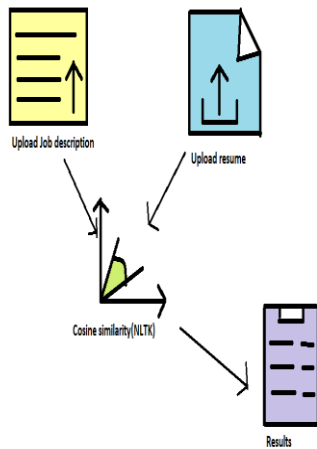 Upload Job description
Upload resume
Cosine similarity(NLTK)
Results